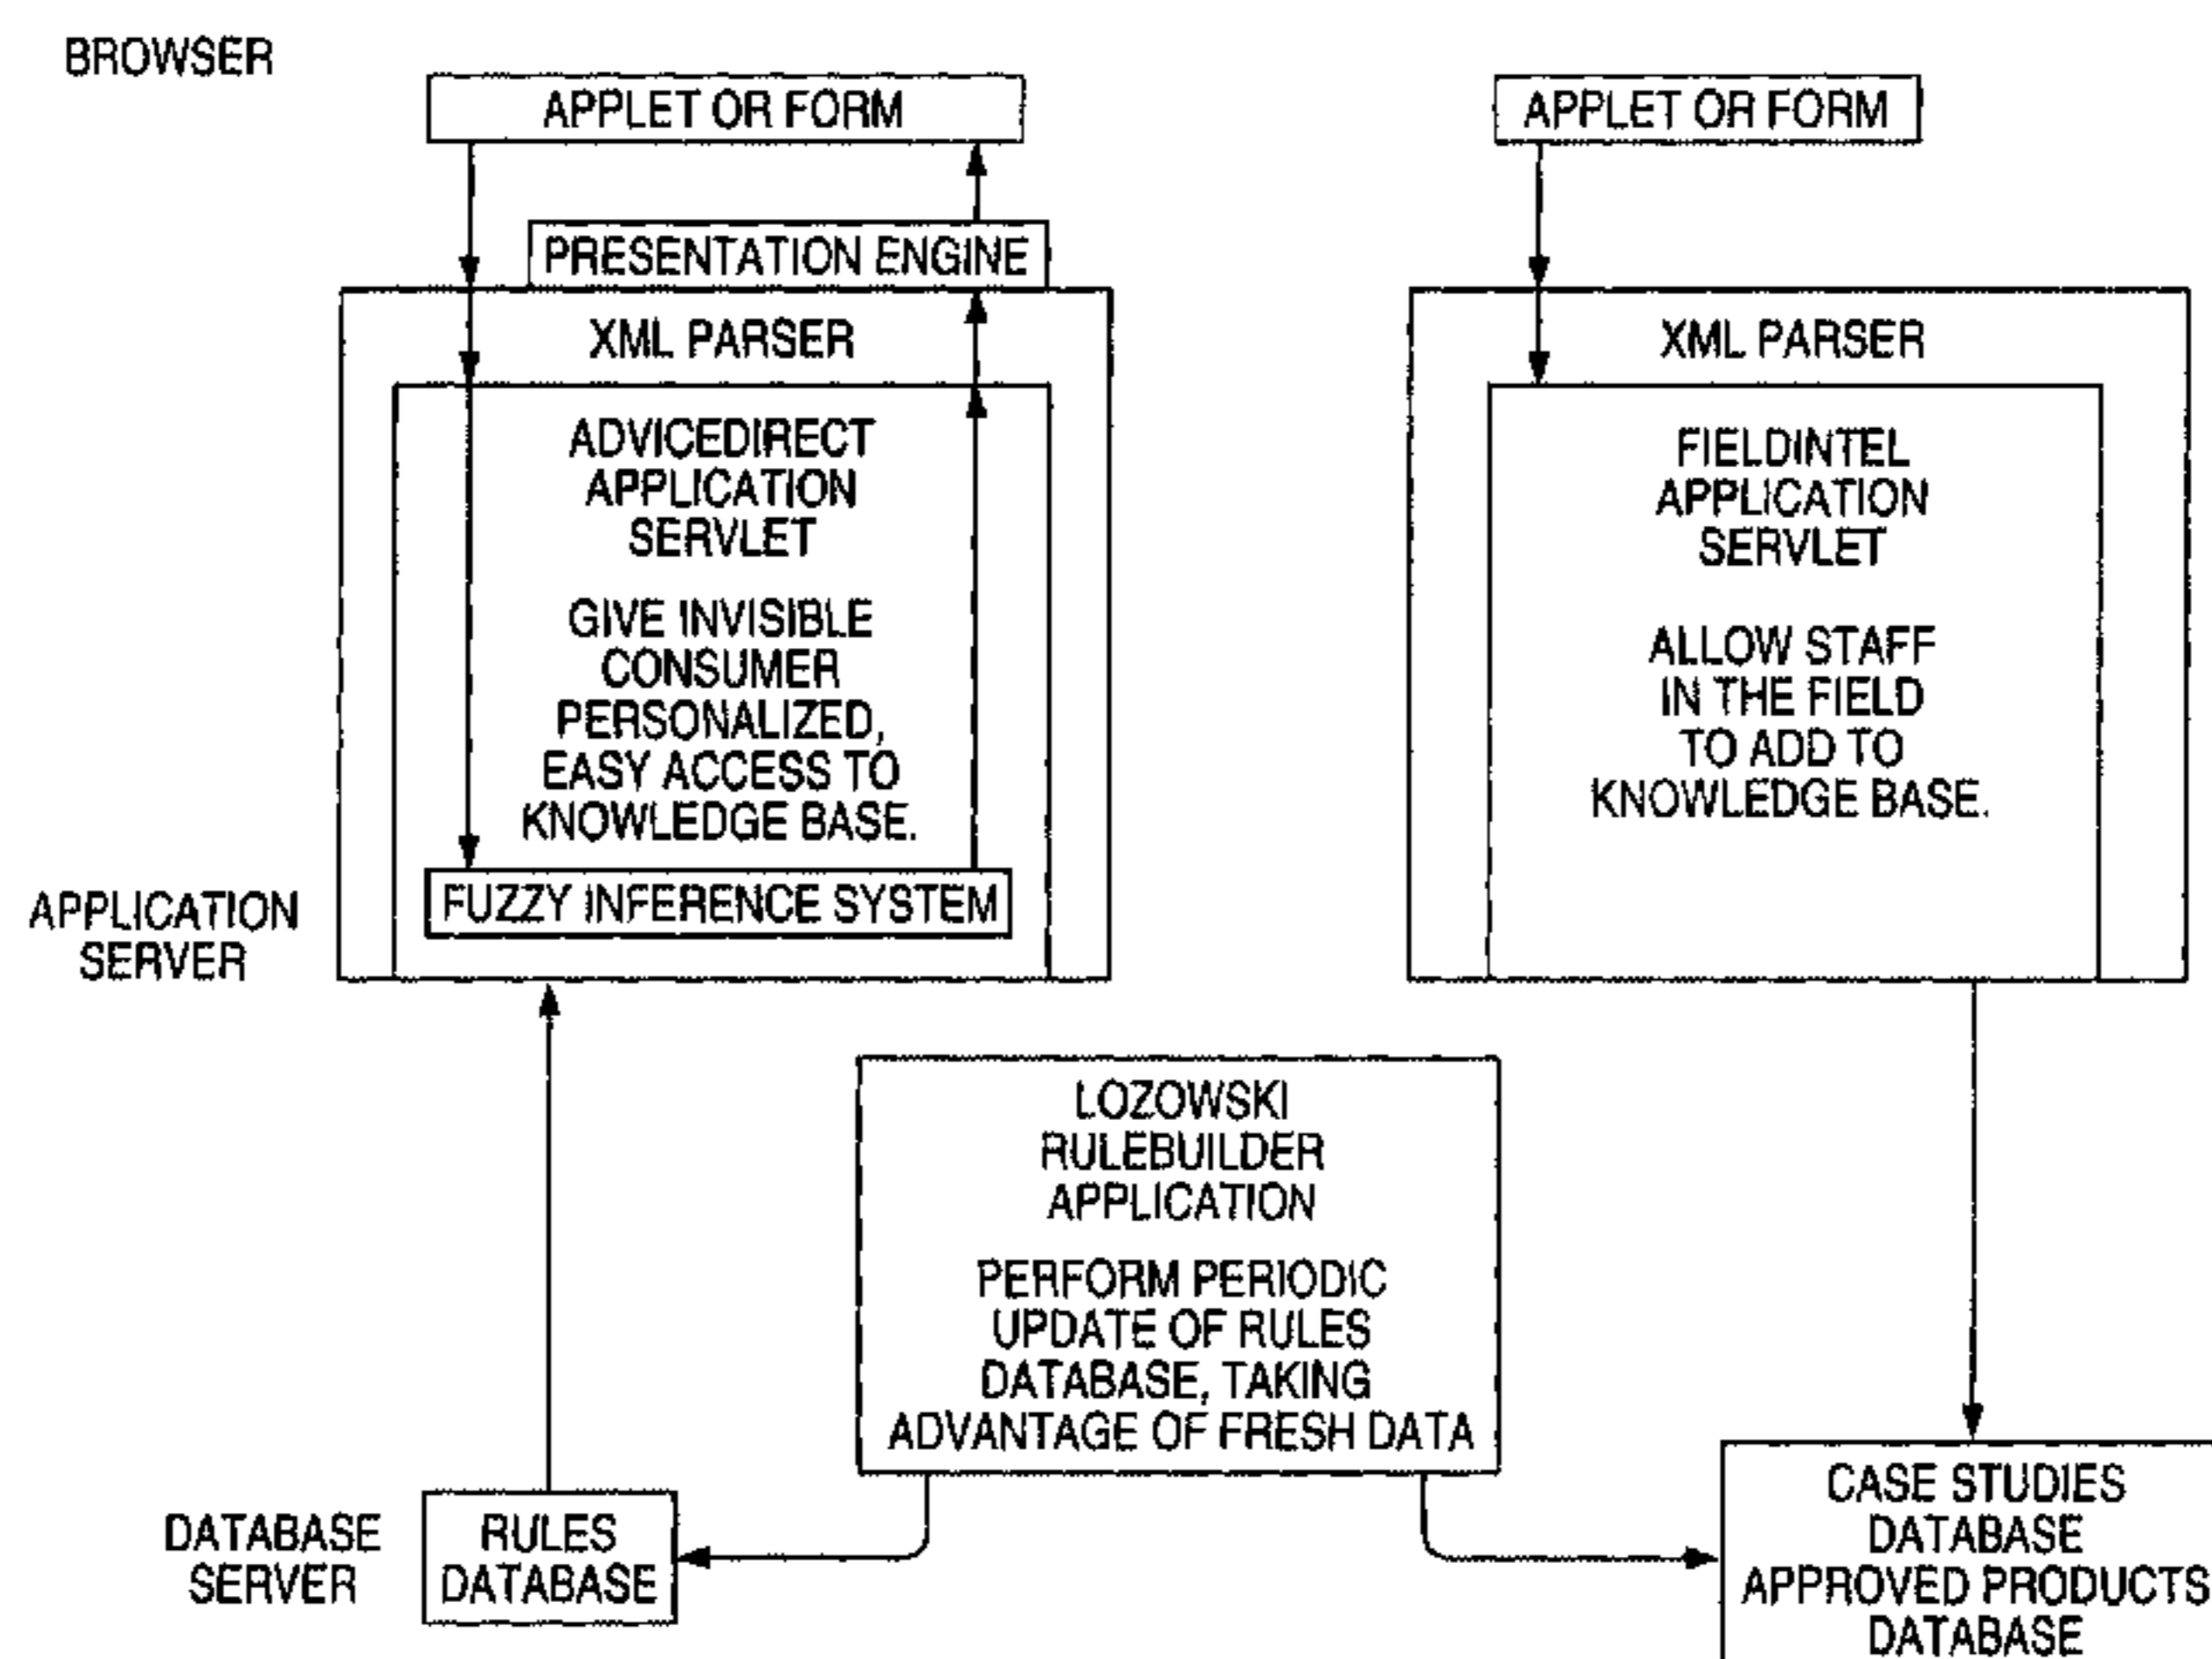 BROWSER
APPLET OR FORM
APPLET OR FORM
PRESENTATION ENGINE
XML PARSER
ADVICEDIRECT
APPLICATION
SERVLET
GIVE INVISIBLE
CONSUMER
PERSONALIZED,
EASY ACCESS TO
KNOWLEDGE BASE.
FUZZY INFERENCE SYSTEM
XML PARSER
FIELDINTEL
APPLICATION
SERVLET
ALLOW STAFF
IN THE FIELD
TO ADD TO
KNOWLEDGE BASE.
APPLICATION
SERVER
LOZOWSKI
RULEBUILDER
APPLICATION
PERFORM PERIODIC
UPDATE OF RULES
DATABASE, TAKING
ADVANTAGE OF FRESH DATA
DATABASE
SERVER
RULES
DATABASE
CASE STUDIES
DATABASE
APPROVED PRODUCTS
DATABASE